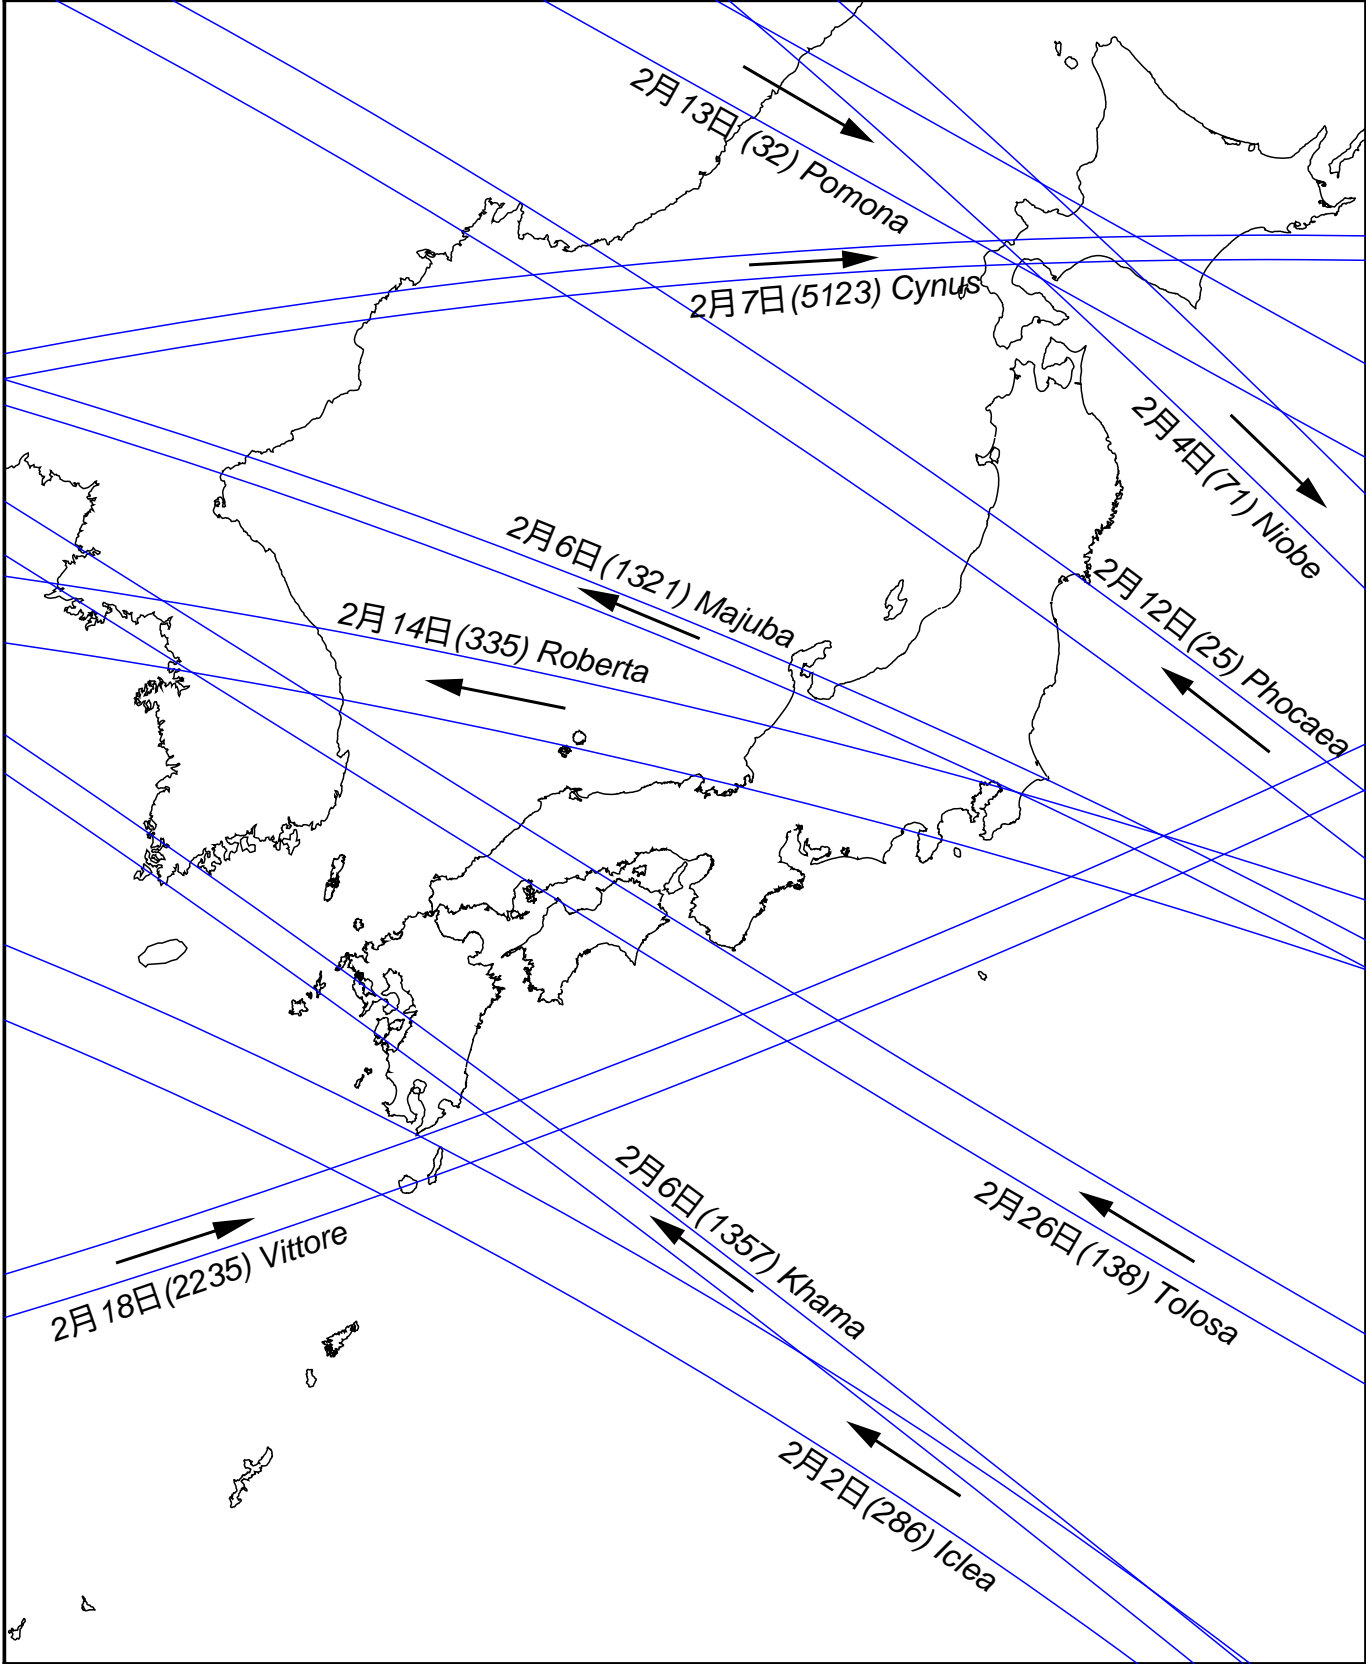 2月13日 (32) Pomona
2月7日(5123) Cynus
2月4日(71) Niobe
2月6日(1321) Majuba
2月12日(25) Phocaea
2月14日(335) Roberta
2月6日(1357) Khama
2月26日(138) Tolosa
2月18日(2235) Vittore
2月2日(286) Iclea